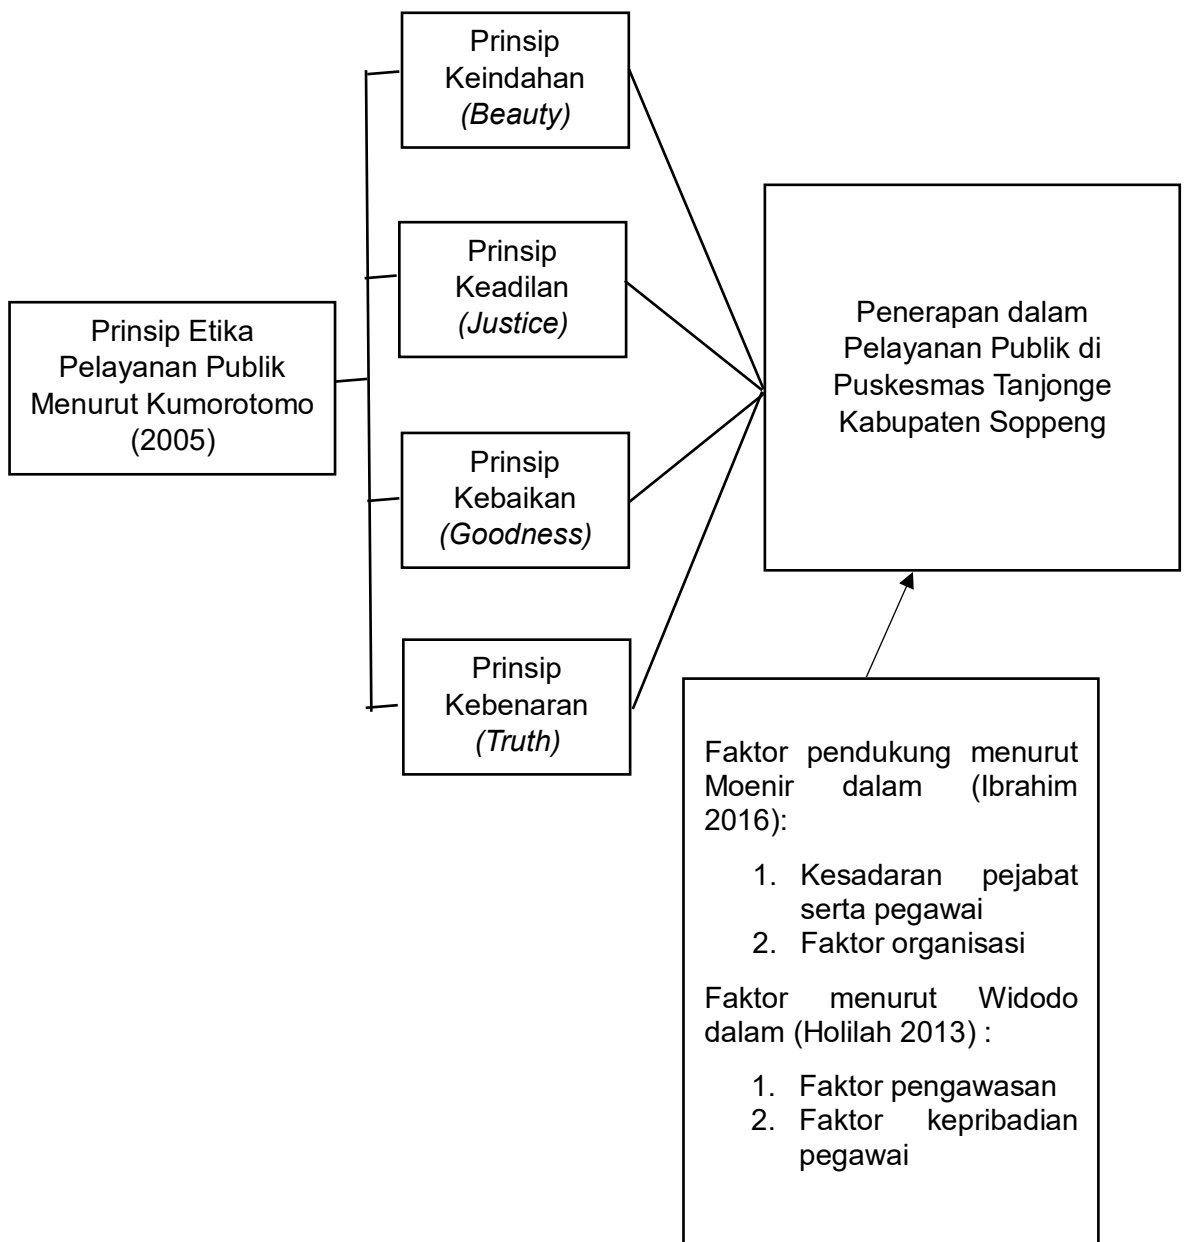 Prinsip
Keindahan
(Beauty)
Prinsip
Keadilan
(Justice)
Prinsip Etika
Pelayanan Publik
Menurut Kumorotomo
(2005)
Penerapan dalam
Pelayanan Publik di
Puskesmas Tanjonge
Kabupaten Soppeng
Prinsip
Kebaikan
(Goodness)
Prinsip
Kebenaran
(Truth)
Faktor pendukung menurut
Moenir dalam (Ibrahim
2016):
1. Kesadaran pejabat
serta pegawai
2. Faktor organisasi
Faktor menurut Widodo
dalam (Holilah 2013) :
1. Faktor pengawasan
2. Faktor kepribadian
pegawai